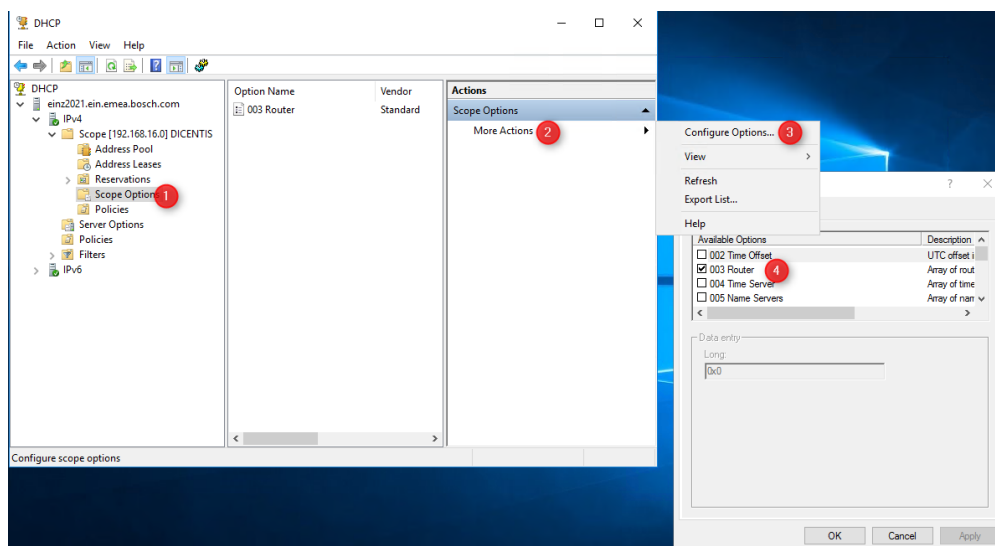 DHCP
File Action View Help
DHCP
einz2021.ein.emea.bosch.com
IPv4
Scope [192.168.16.0] DICENTIS
Address Pool
Address Leases
Reservations
Scope Options
1
Policies
Server Options
Policies
Filters
IPv6
Option Name Vendor
003 Router Standard
Actions
Scope Options
More Actions 2
Configure Options... 3
View
Refresh
Export List...
Help
Available Options Description
002 Time Offset UTC offset i
003 Router 4 Array of rout
004 Time Server Array of time
005 Name Servers Array of nam
Data entry
Long:
0x0
OK Cancel Apply
Configure scope options